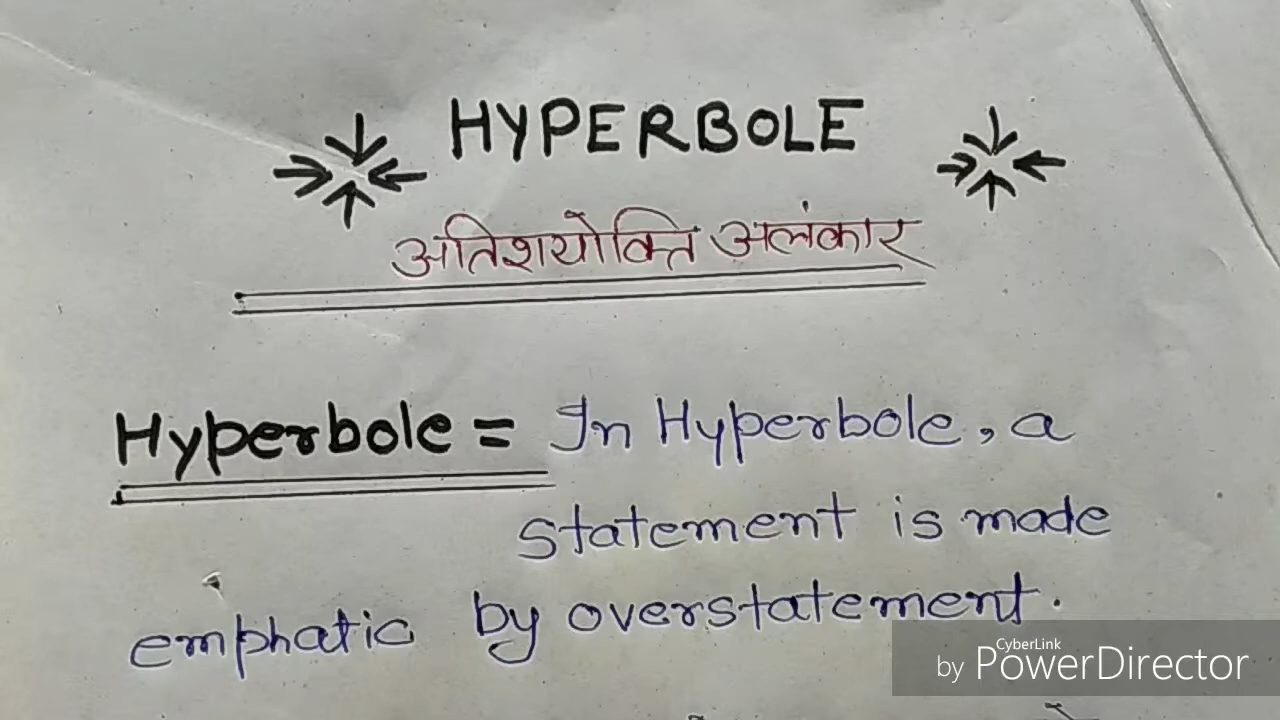 HYPERBOLE
अतिशयोक्ति अलंकार
Hyperbole = In Hyperbole, a
statement is made
emphatic by overstatement.
CyberLink
by PowerDirector